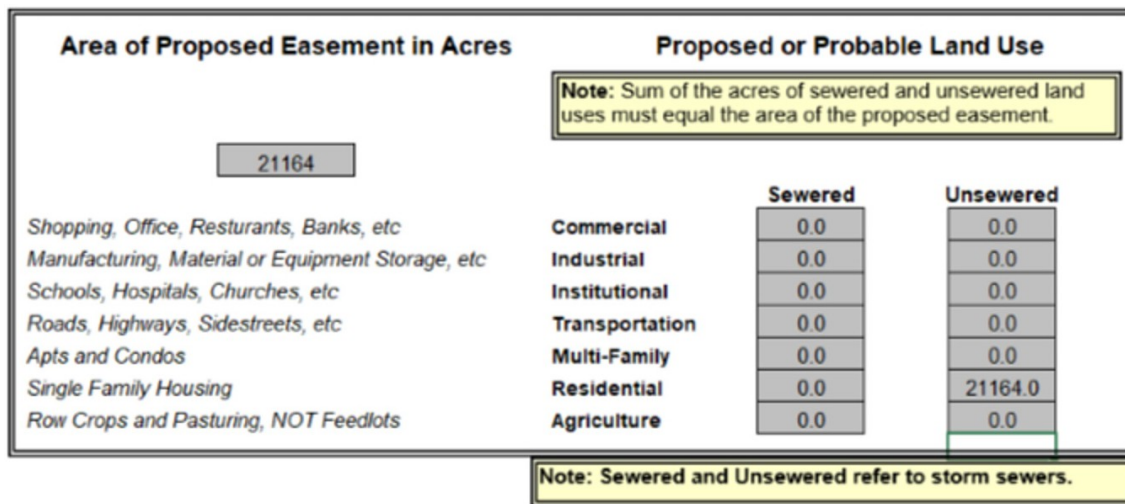 Area of Proposed Easement in Acres
Proposed or Probable Land Use
Note: Sum of the acres of sewered and unsewered land
uses must equal the area of the proposed easement.
21164
Sewered Unsewered
Shopping, Office, Resturants, Banks, etc Commercial 0.0 0.0
Manufacturing, Material or Equipment Storage, etc Industrial 0.0 0.0
Schools, Hospitals, Churches, etc Institutional 0.0 0.0
Roads, Highways, Sidestreets, etc Transportation 0.0 0.0
Apts and Condos Multi-Family 0.0 0.0
Single Family Housing Residential 0.0 21164.0
Row Crops and Pasturing, NOT Feedlots Agriculture 0.0 0.0
Note: Sewered and Unsewered refer to storm sewers.